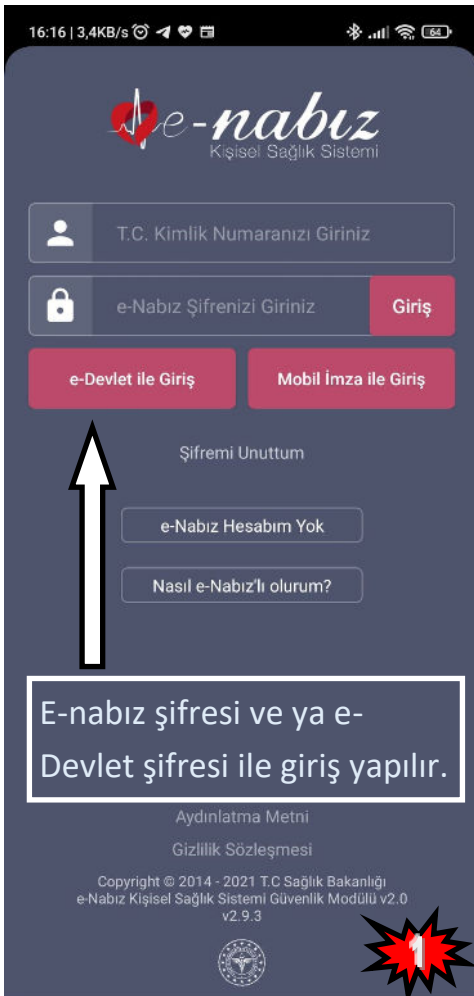 16:16 | 3,4KB/s
64
e-nabız
Kişisel Sağlık Sistemi
T.C. Kimlik Numaranızı Giriniz
e-Nabız Şifrenizi Giriniz
Giriş
e-Devlet ile Giriş
Mobil İmza ile Giriş
Şifremi Unuttum
e-Nabız Hesabım Yok
Nasıl e-Nabız'lı olurum?
E-nabız şifresi ve ya e-
Devlet şifresi ile giriş yapılır.
Aydınlatma Metni
Gizlilik Sözleşmesi
Copyright © 2014 - 2021 T.C Sağlık Bakanlığı
e-Nabız Kişisel Sağlık Sistemi Güvenlik Modülü v2.0
v2.9.3
1